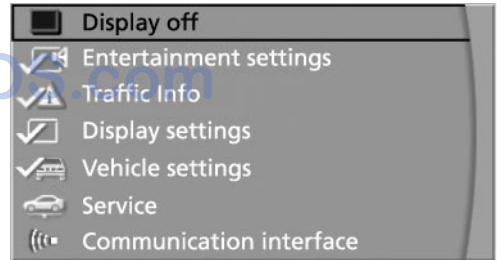 Display off
Entertainment settings
Traffic Info
Display settings
Vehicle settings
Service
Communication interface